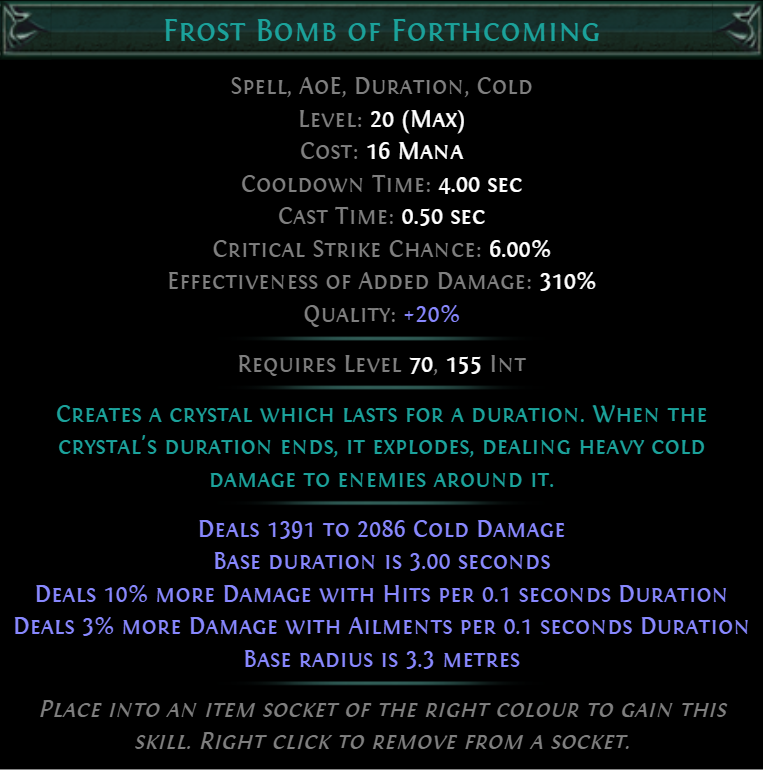 Frost Bomb of Forthcoming
Spell, AoE, Duration, Cold
Level: 20 (Max)
Cost: 16 Mana
Cooldown Time: 4.00 sec
Cast Time: 0.50 sec
Critical Strike Chance: 6.00%
Effectiveness of Added Damage: 310%
Quality: +20%
Requires Level 70, 155 Int
Creates a crystal which lasts for a duration. When the
crystal's duration ends, it explodes, dealing heavy cold
damage to enemies around it.
Deals 1391 to 2086 Cold Damage
Base duration is 3.00 seconds
Deals 10% more Damage with Hits per 0.1 seconds Duration
Deals 3% more Damage with Ailments per 0.1 seconds Duration
Base radius is 3.3 metres
Place into an item socket of the right colour to gain this
skill. Right click to remove from a socket.